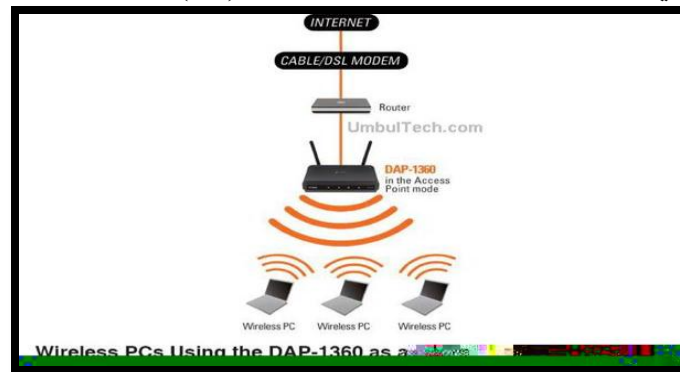 INTERNET
CABLE/DSL MODEM
Router
UmbulTech.com
DAP-1360
in the Access
Point mode
Wireless PC
Wireless PC
Wireless PC
Wireless PCs Using the DAP-1360 as a